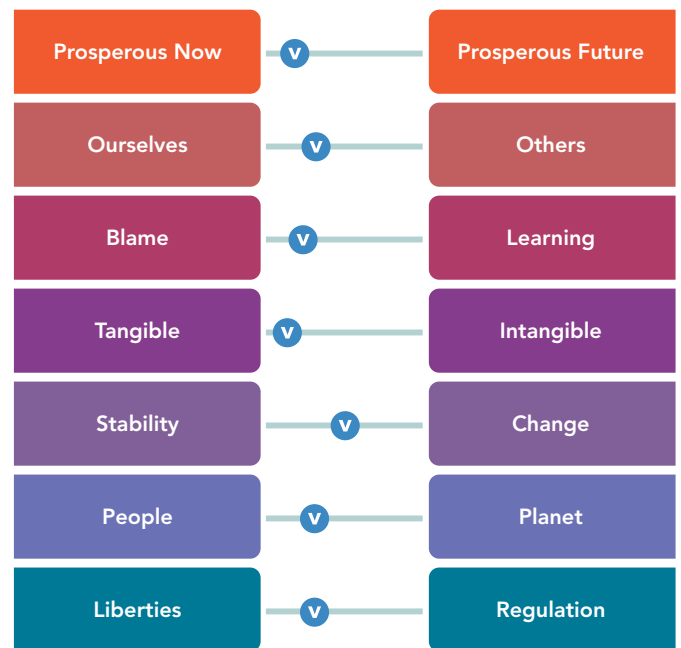 Prosperous Now V Prosperous Future
Ourselves V Others
Blame V Learning
Tangible V Intangible
Stability V Change
People V Planet
Liberties V Regulation